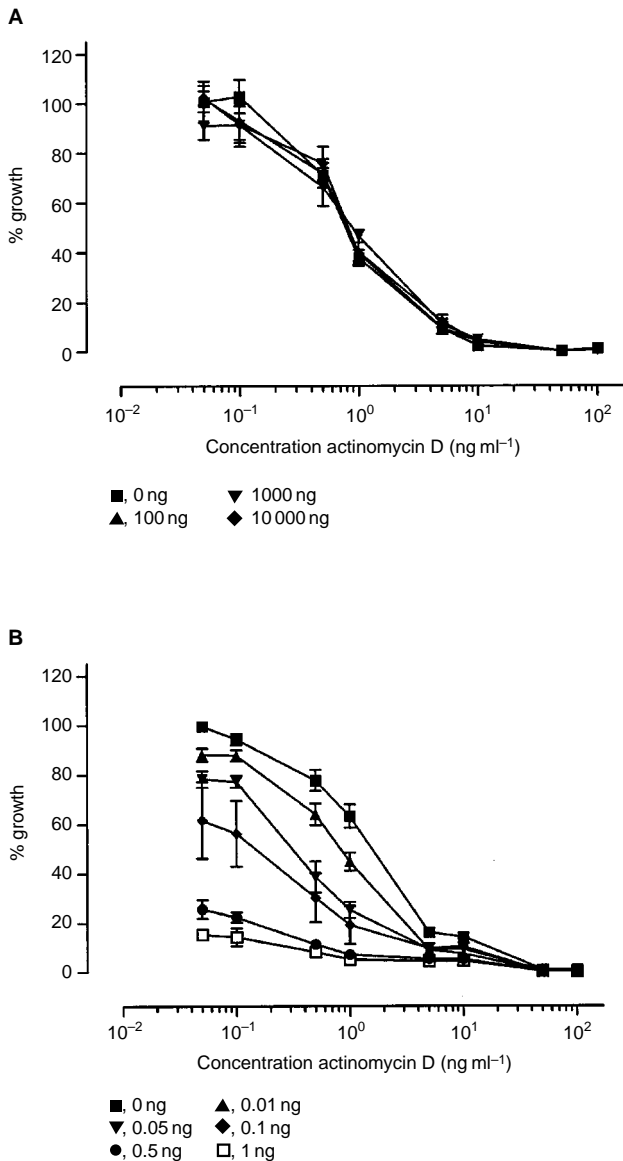 A
120
100
80
60
40
20
0
% growth
10⁻² 10⁻¹ 10⁰ 10¹ 10²
Concentration actinomycin D (ng ml⁻¹)
■, 0 ng ▼ 1000 ng
▲, 100 ng ◆ 10 000 ng
B
120
100
80
60
40
20
0
% growth
10⁻² 10⁻¹ 10⁰ 10¹ 10²
Concentration actinomycin D (ng ml⁻¹)
■, 0 ng ▲, 0.01 ng
▼, 0.05 ng ◆, 0.1 ng
●, 0.5 ng □, 1 ng